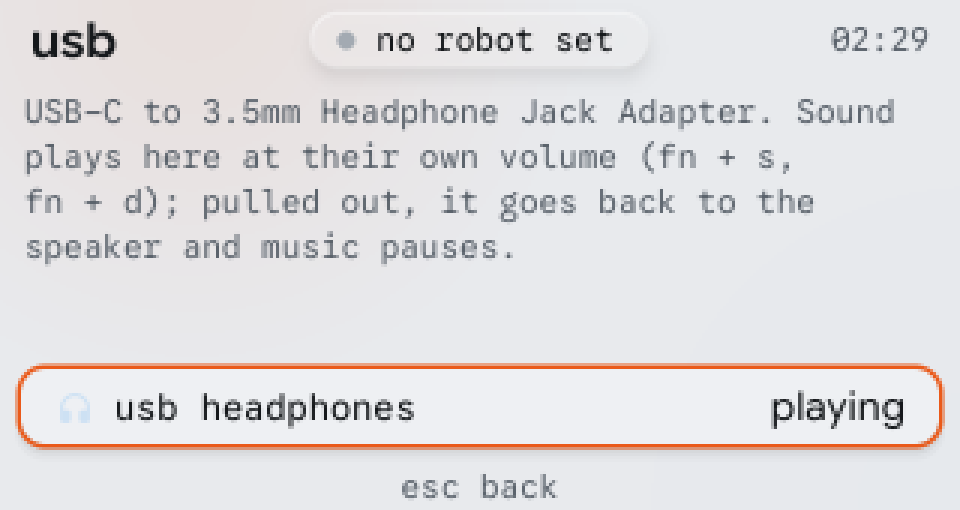 usb
no robot set
02:29
USB-C to 3.5mm Headphone Jack Adapter. Sound
plays here at their own volume (fn + s,
fn + d); pulled out, it goes back to the
speaker and music pauses.
usb headphones
playing
esc back